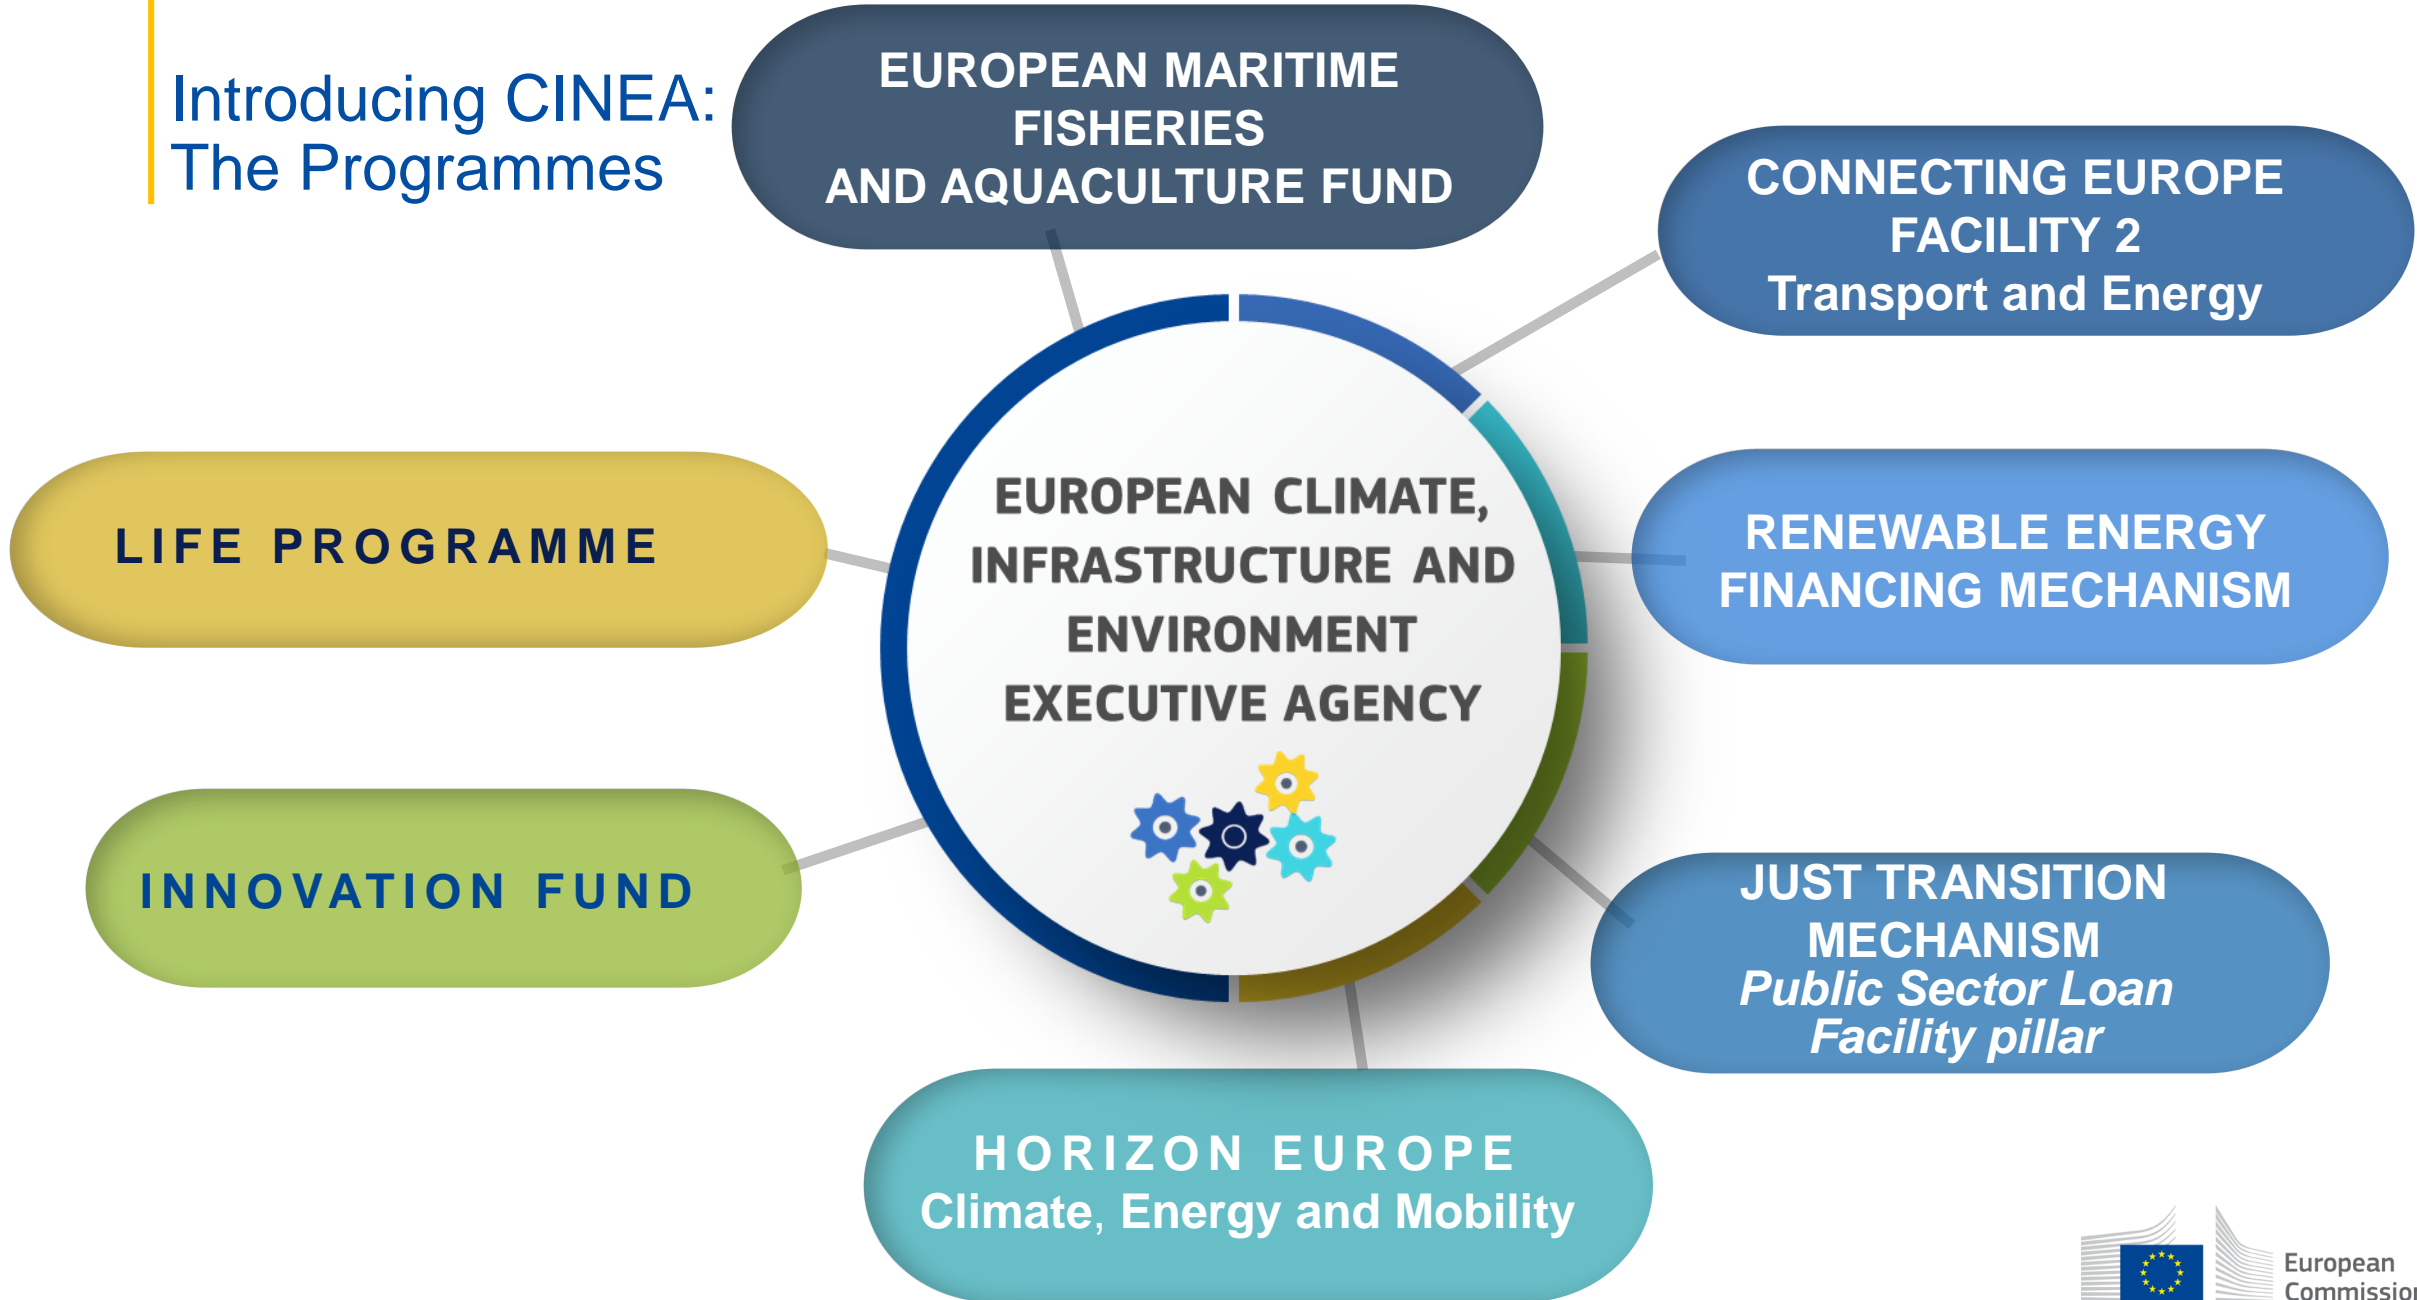 Introducing CINEA:
The Programmes
EUROPEAN MARITIME
FISHERIES
AND AQUACULTURE FUND
CONNECTING EUROPE
FACILITY 2
Transport and Energy
LIFE PROGRAMME
EUROPEAN CLIMATE,
INFRASTRUCTURE AND
ENVIRONMENT
EXECUTIVE AGENCY
RENEWABLE ENERGY
FINANCING MECHANISM
INNOVATION FUND
JUST TRANSITION
MECHANISM
Public Sector Loan
Facility pillar
HORIZON EUROPE
Climate, Energy and Mobility
European
Commission